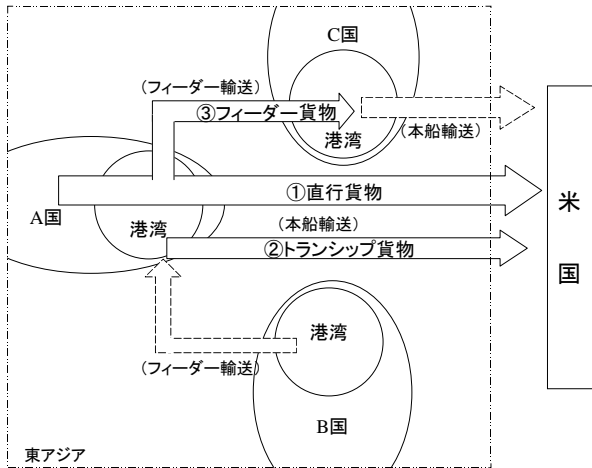 C国
(フィーダー輸送)
③フィーダー貨物
港湾
(本船輸送)
①直行貨物
A国
港湾
(本船輸送)
②トランシップ貨物
米
国
港湾
(フィーダー輸送)
B国
東アジア